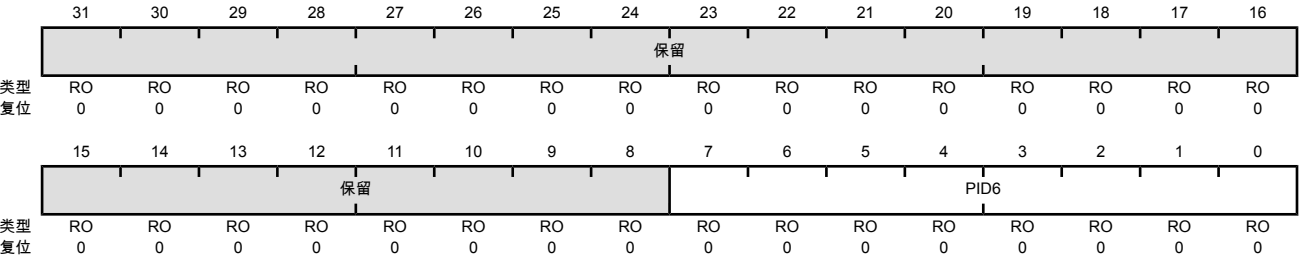 31 30 29 28 27 26 25 24 23 22 21 20 19 18 17 16
保留
类型 RO RO RO RO RO RO RO RO RO RO RO RO RO RO RO RO
复位 0 0 0 0 0 0 0 0 0 0 0 0 0 0 0 0
15 14 13 12 11 10 9 8 7 6 5 4 3 2 1 0
保留 PID6
类型 RO RO RO RO RO RO RO RO RO RO RO RO RO RO RO RO
复位 0 0 0 0 0 0 0 0 0 0 0 0 0 0 0 0